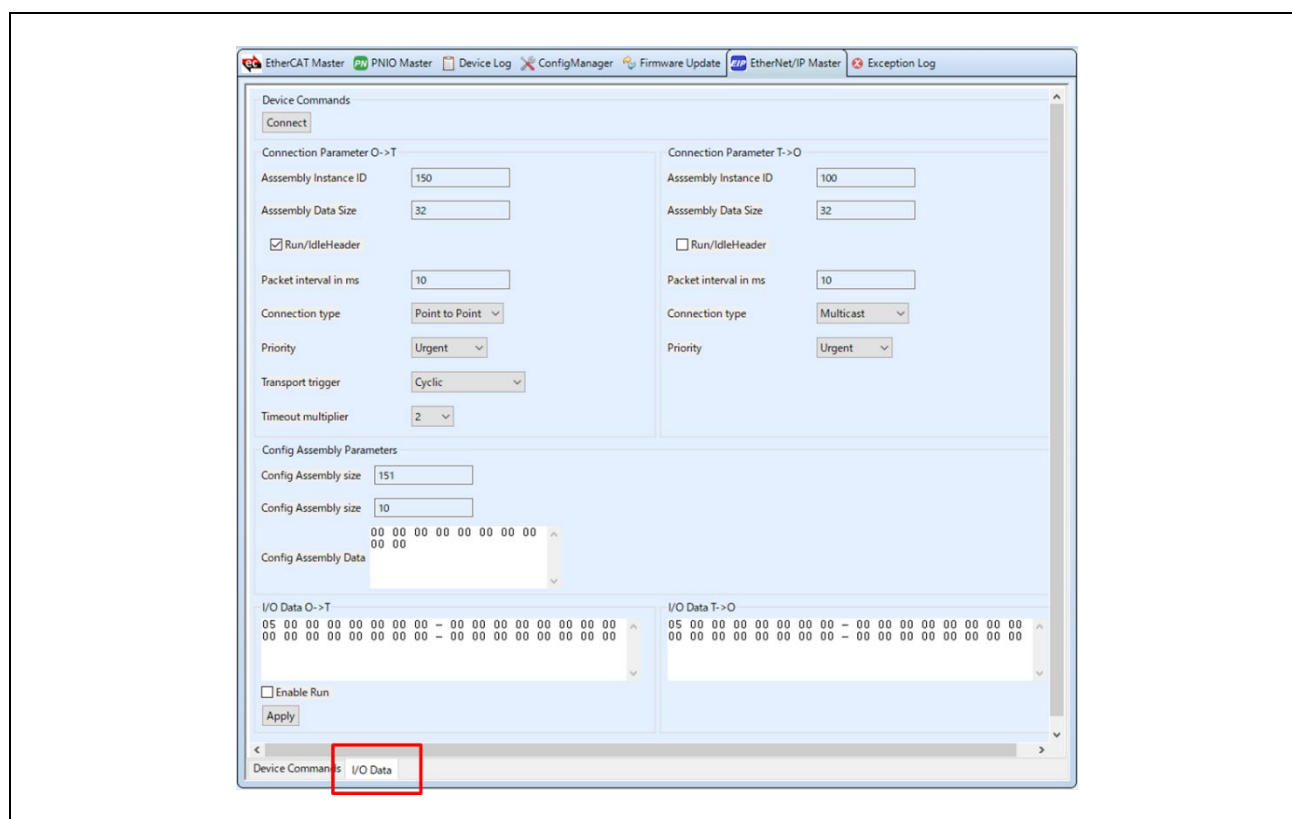 EtherCAT Master PNIO Master Device Log ConfigManager Firmware Update EtherNet/IP Master Exception Log
Device Commands
Connect
Connection Parameter O->T
Asssembly Instance ID 150
Asssembly Data Size 32
Run/IdleHeader
Packet interval in ms 10
Connection type Point to Point
Priority Urgent
Transport trigger Cyclic
Timeout multiplier 2
Connection Parameter T->O
Asssembly Instance ID 100
Asssembly Data Size 32
Run/IdleHeader
Packet interval in ms 10
Connection type Multicast
Priority Urgent
Config Assembly Parameters
Config Assembly size 151
Config Assembly size 10
Config Assembly Data
00 00 00 00 00 00 00 00
00 00
I/O Data O->T
05 00 00 00 00 00 00 00 - 00 00 00 00 00 00 00 00
00 00 00 00 00 00 00 00 - 00 00 00 00 00 00 00 00
Enable Run
Apply
I/O Data T->O
05 00 00 00 00 00 00 00 - 00 00 00 00 00 00 00 00
00 00 00 00 00 00 00 00 - 00 00 00 00 00 00 00 00
Device Commands I/O Data